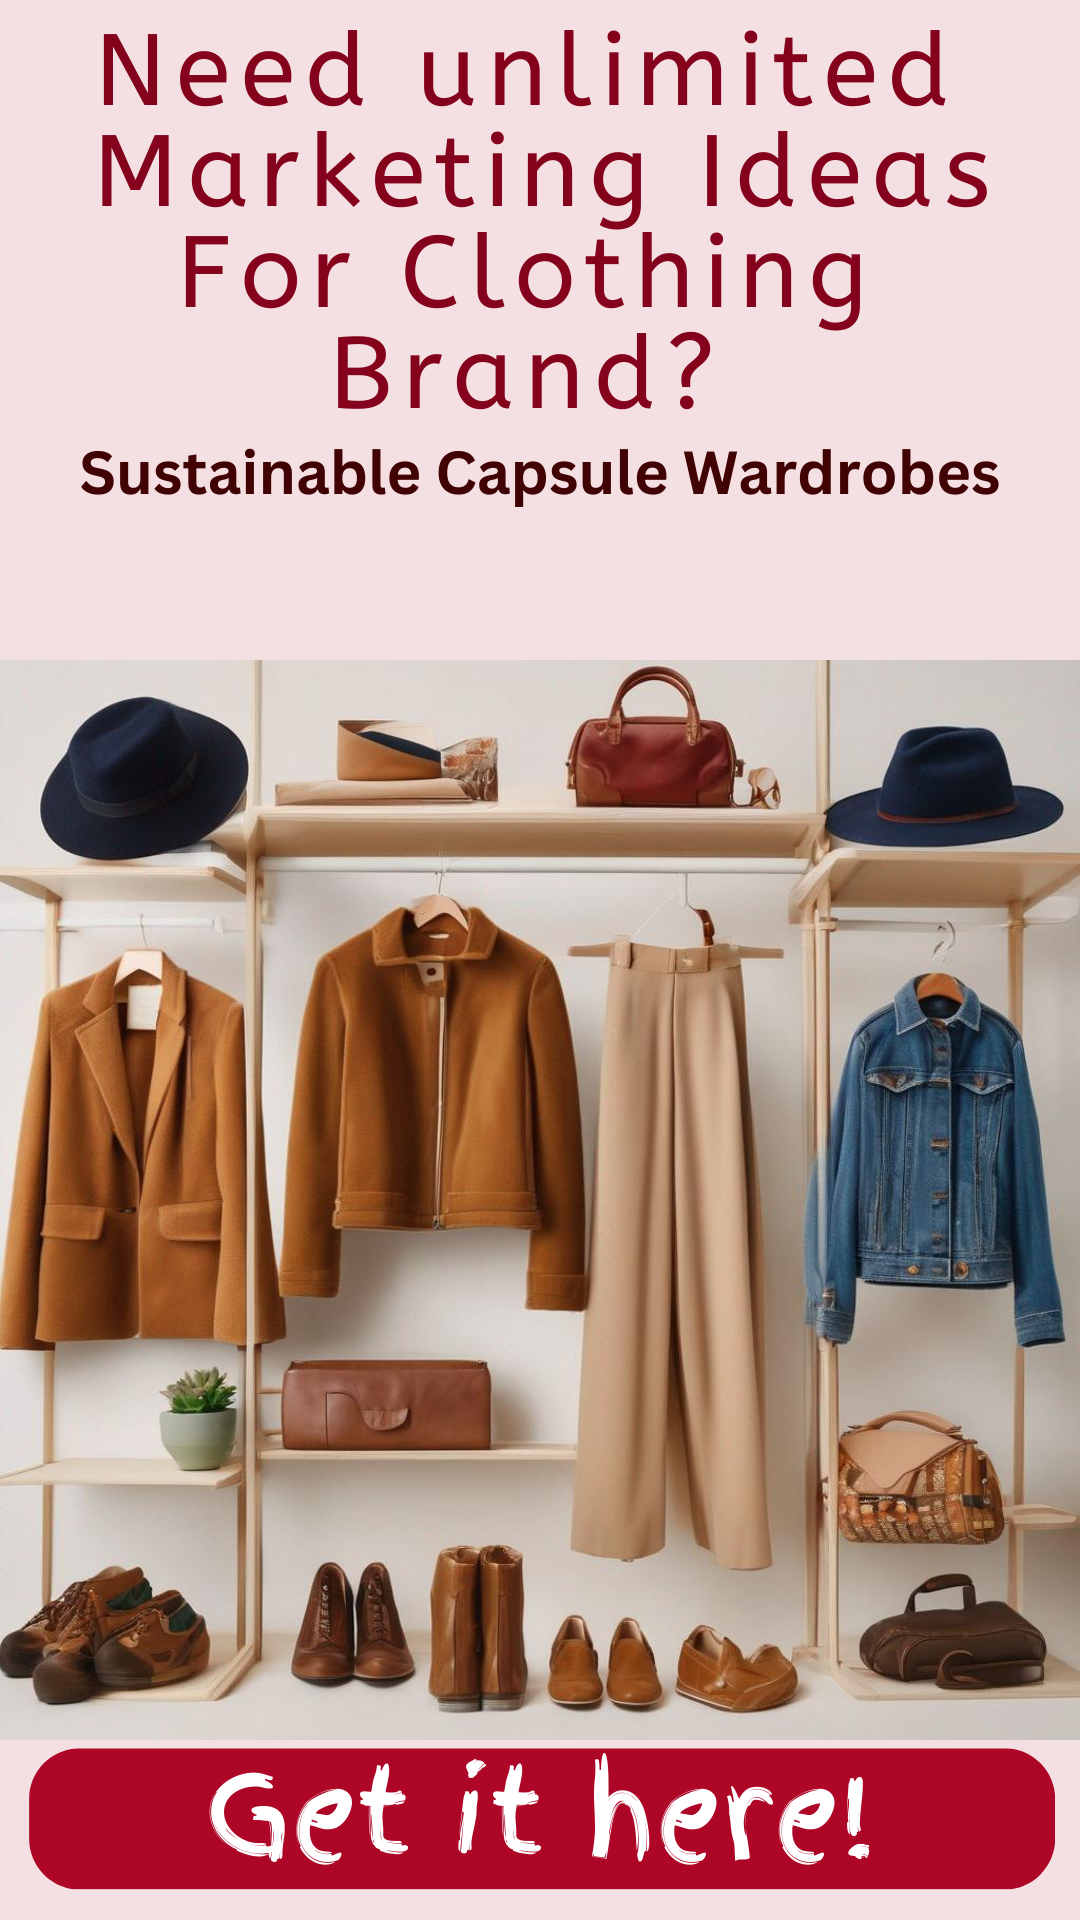 Need unlimited
Marketing Ideas
For Clothing
Brand?
Sustainable Capsule Wardrobes
Get it here!